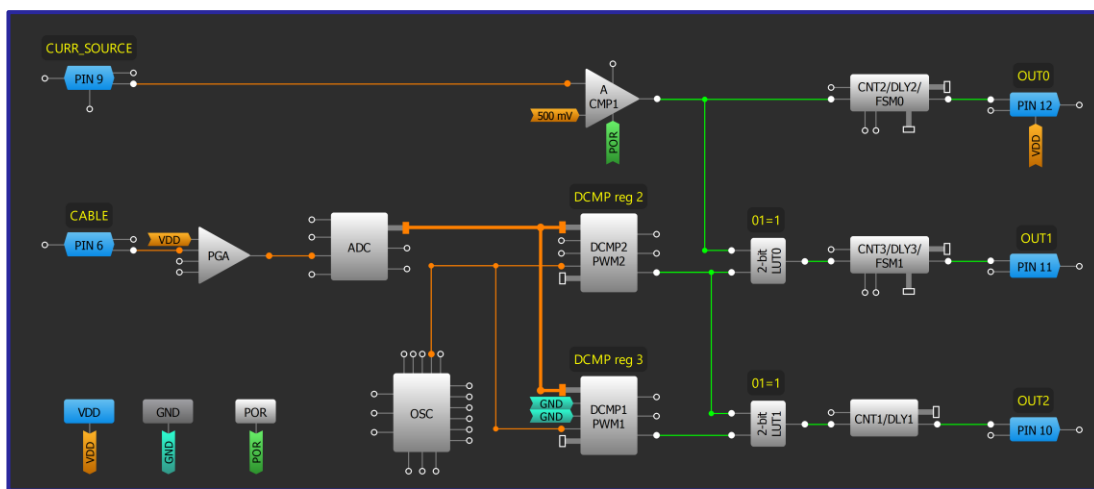 CURR_SOURCE
PIN 9
A
CMP1
500 mV
POR
CNT2/DLY2/
FSM0
OUT0
PIN 12
VDD
CABLE
PIN 6
VDD
PGA
ADC
DCMP reg 2
DCMP2
PWM2
01=1
2-bit
LUT0
CNT3/DLY3/
FSM1
OUT1
PIN 11
OSC
DCMP reg 3
GND
GND
DCMP1
PWM1
01=1
2-bit
LUT1
CNT1/DLY1
OUT2
PIN 10
VDD
GND
POR
VDD
GND
POR